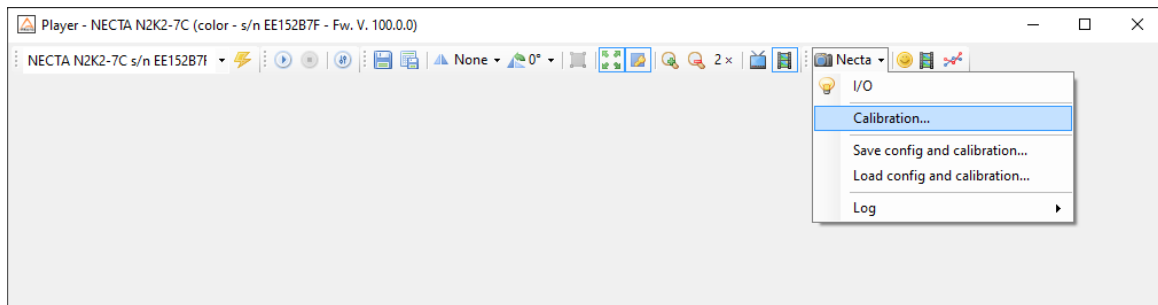 Player - NECTA N2K2-7C (color - s/n EE152B7F - Fw. V. 100.0.0)
NECTA N2K2-7C s/n EE152B7F None 0° 2 × Necta
I/O
Calibration...
Save config and calibration...
Load config and calibration...
Log